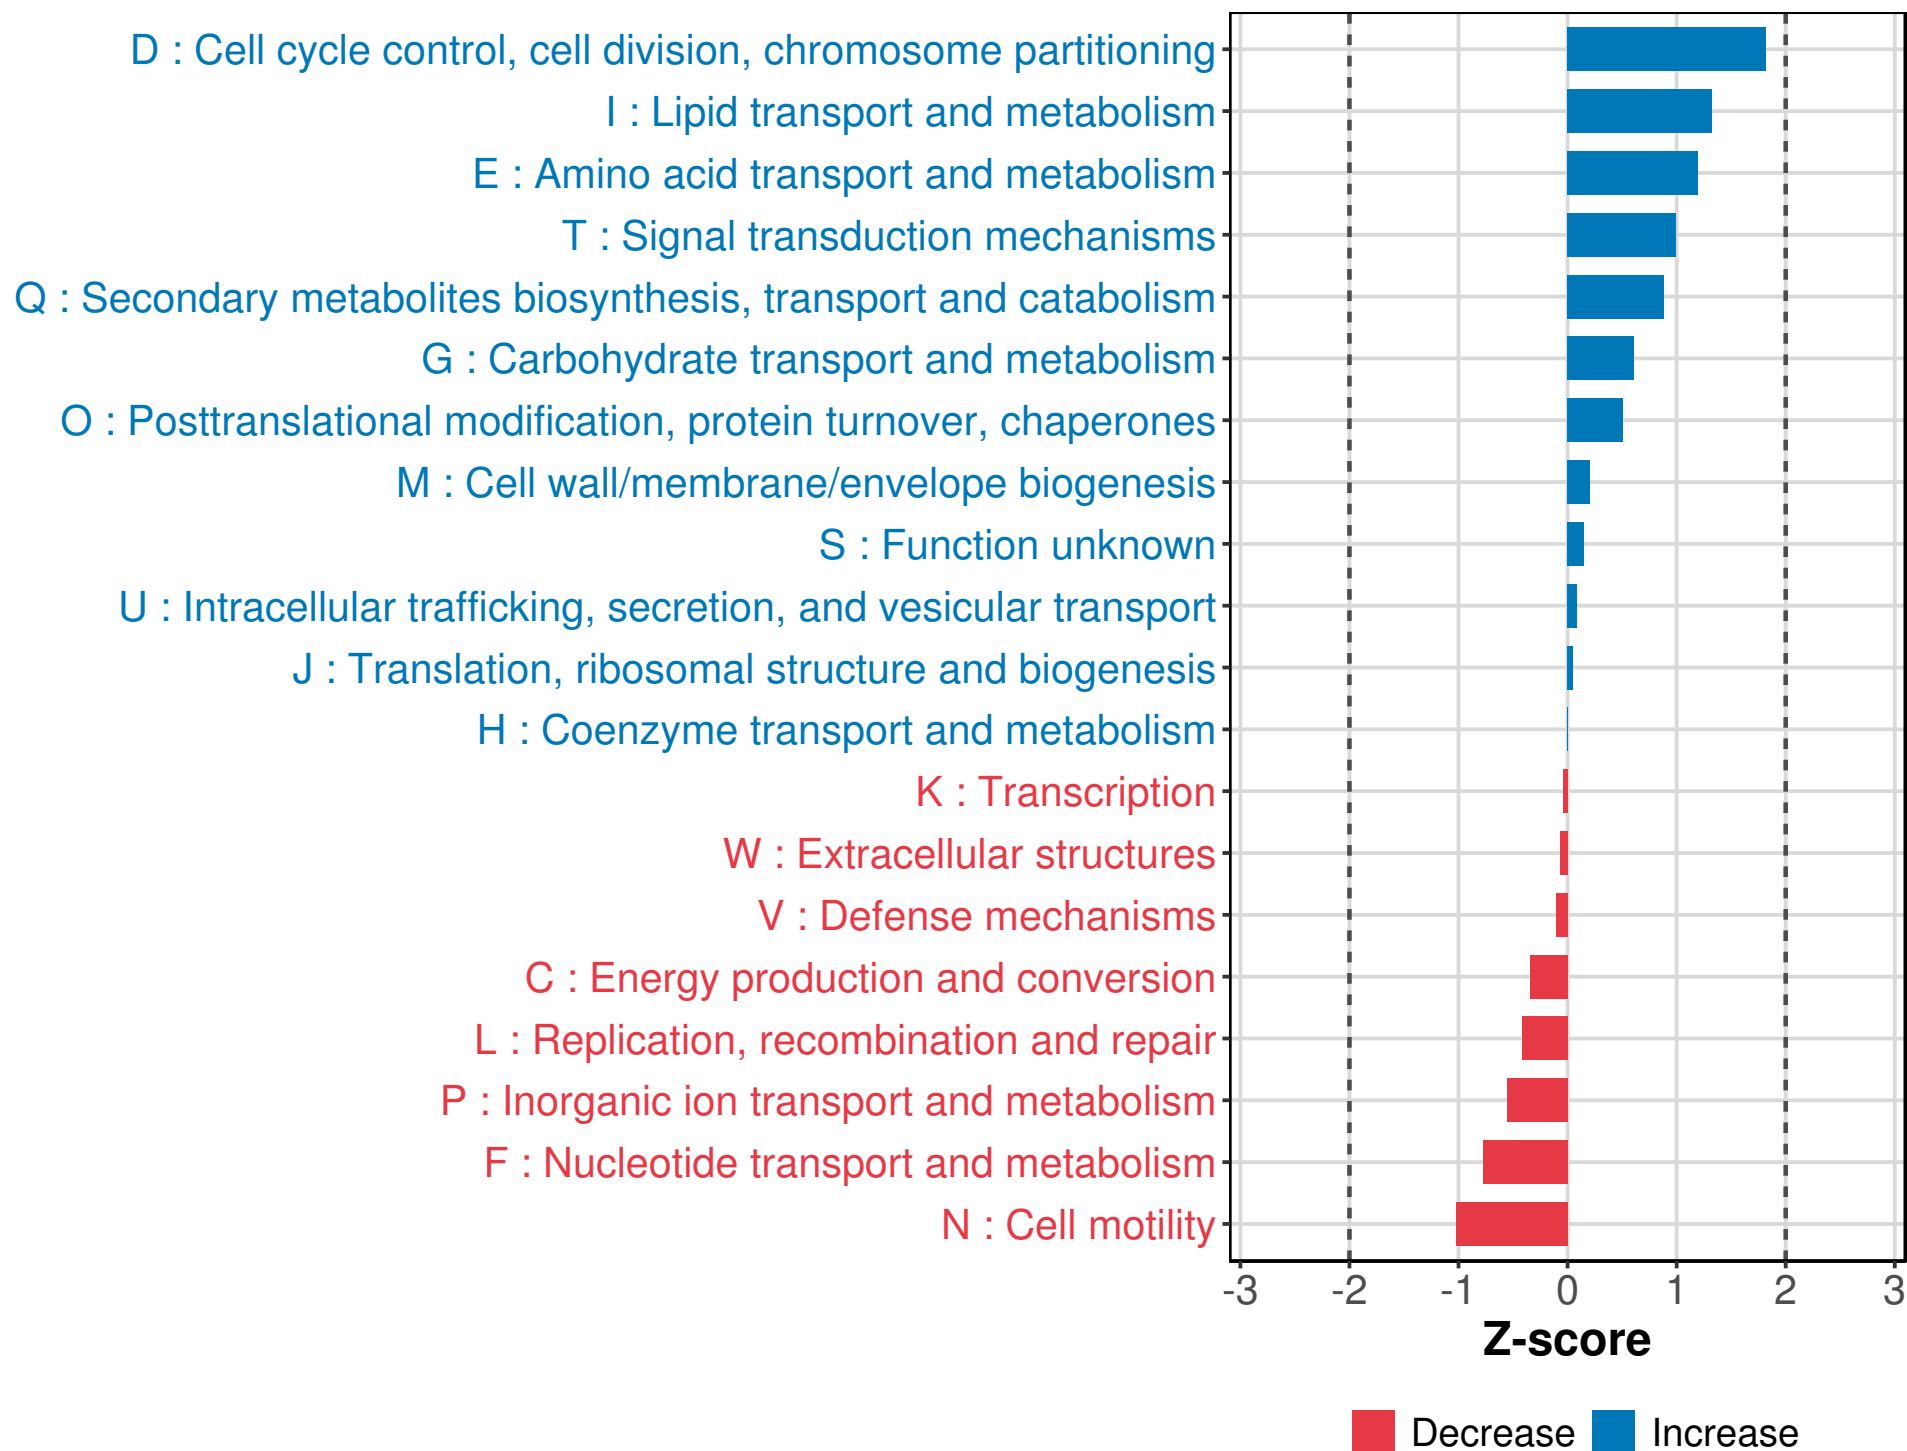 D : Cell cycle control, cell division, chromosome partitioning
I : Lipid transport and metabolism
E : Amino acid transport and metabolism
T : Signal transduction mechanisms
Q : Secondary metabolites biosynthesis, transport and catabolism
G : Carbohydrate transport and metabolism
O : Posttranslational modification, protein turnover, chaperones
M : Cell wall/membrane/envelope biogenesis
S : Function unknown
U : Intracellular trafficking, secretion, and vesicular transport
J : Translation, ribosomal structure and biogenesis
H : Coenzyme transport and metabolism
K : Transcription
W : Extracellular structures
V : Defense mechanisms
C : Energy production and conversion
L : Replication, recombination and repair
P : Inorganic ion transport and metabolism
F : Nucleotide transport and metabolism
N : Cell motility
-3 -2 -1 0 1 2 3
Z-score
Decrease Increase